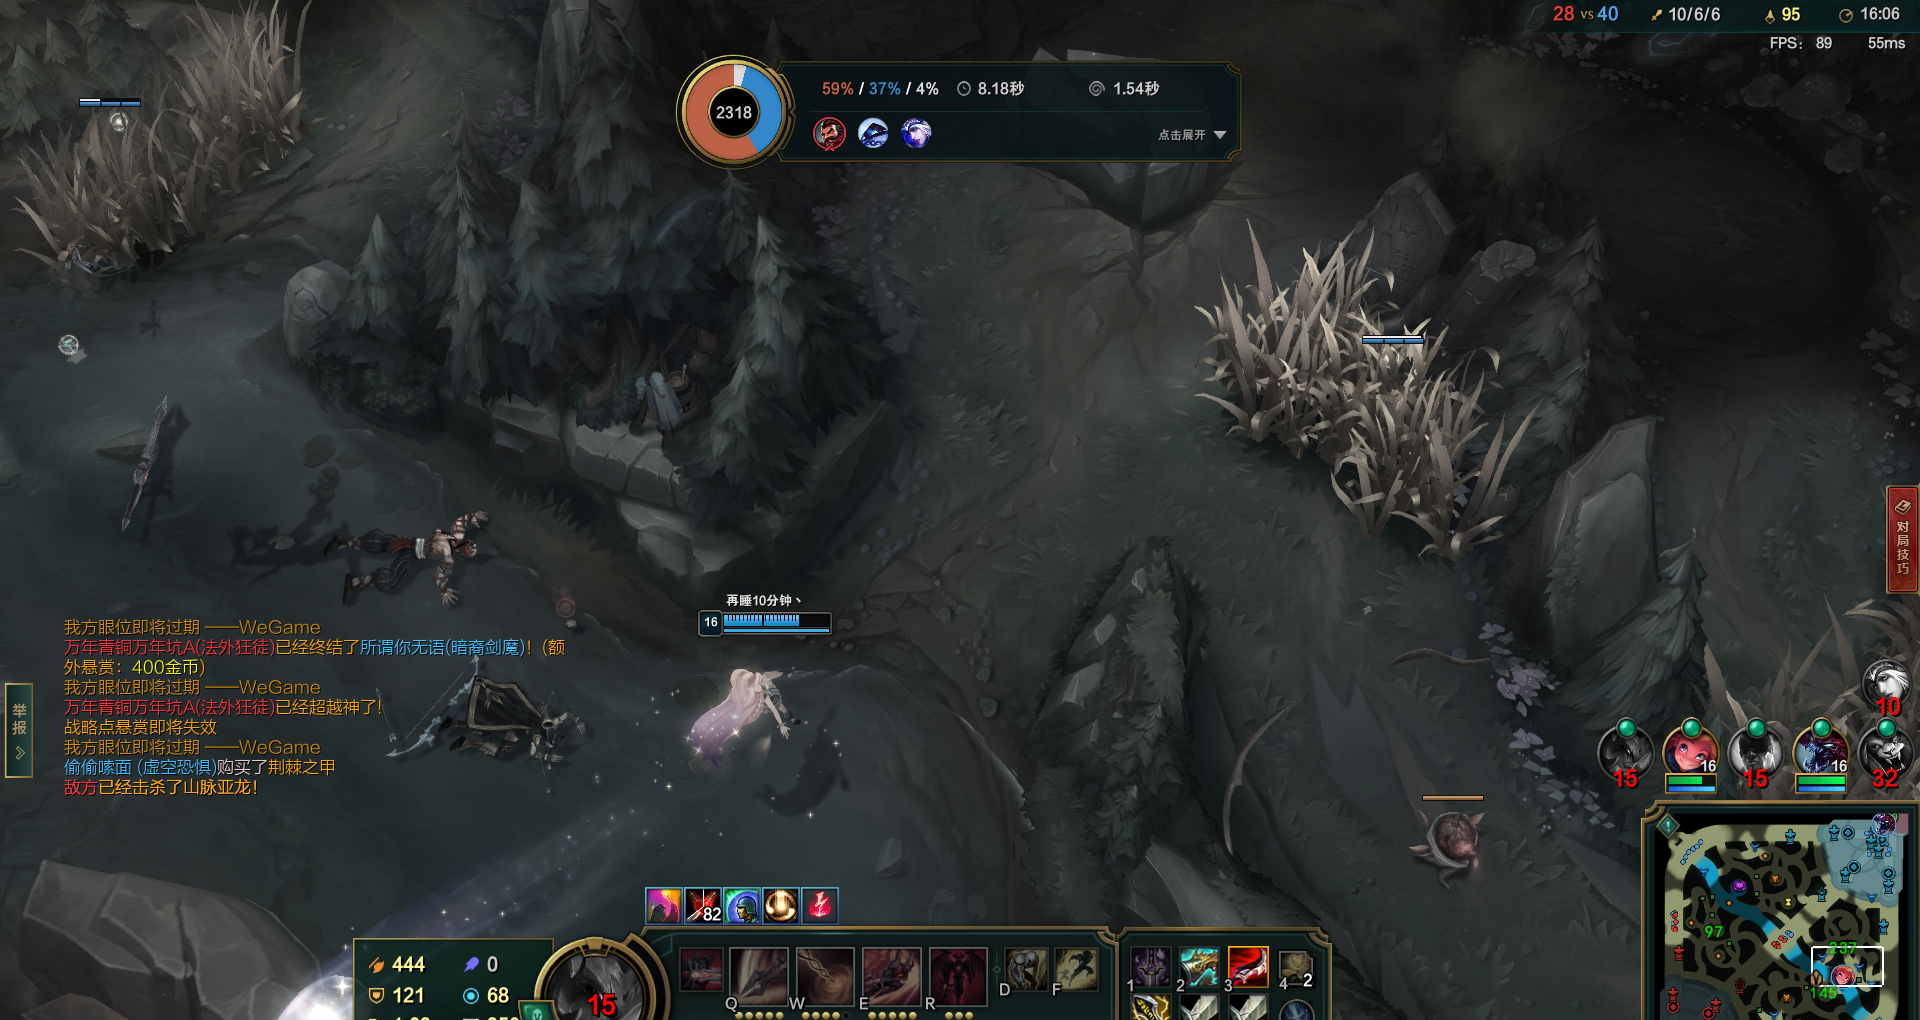 28 vs 40
10/6/6
95
16:06
FPS: 89
55ms
59% / 37% / 4%
8.18秒
1.54秒
2318
点击展开
对局技巧
再睡10分钟丶
16
我方眼位即将过期 ——WeGame
万年青铜万年坑A(法外狂徒)已经终结了所谓你无语(暗裔剑魔)! (额
外悬赏: 400金币)
我方眼位即将过期 ——WeGame
万年青铜万年坑A(法外狂徒)已经超越神了!
战略点悬赏即将失效
我方眼位即将过期 ——WeGame
偷偷嗦面 (虚空恐惧)购买了荆棘之甲
敌方已经击杀了山脉亚龙!
举报
10
15
16
15
16
32
82
444
0
121
68
15
Q
W
E
R
D
F
1
2
3
4
2
97
237
145